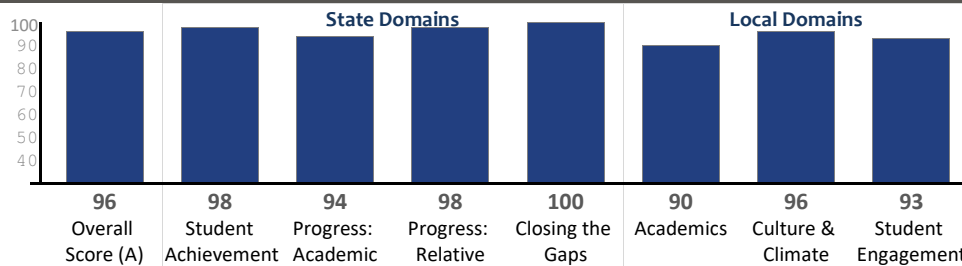 State Domains
Local Domains
100
90
80
70
60
50
40
96
98
94
98
100
90
96
93
Overall
Score (A)
Student
Achievement
Progress:
Academic
Progress:
Relative
Closing the
Gaps
Academics
Culture &
Climate
Student
Engagement